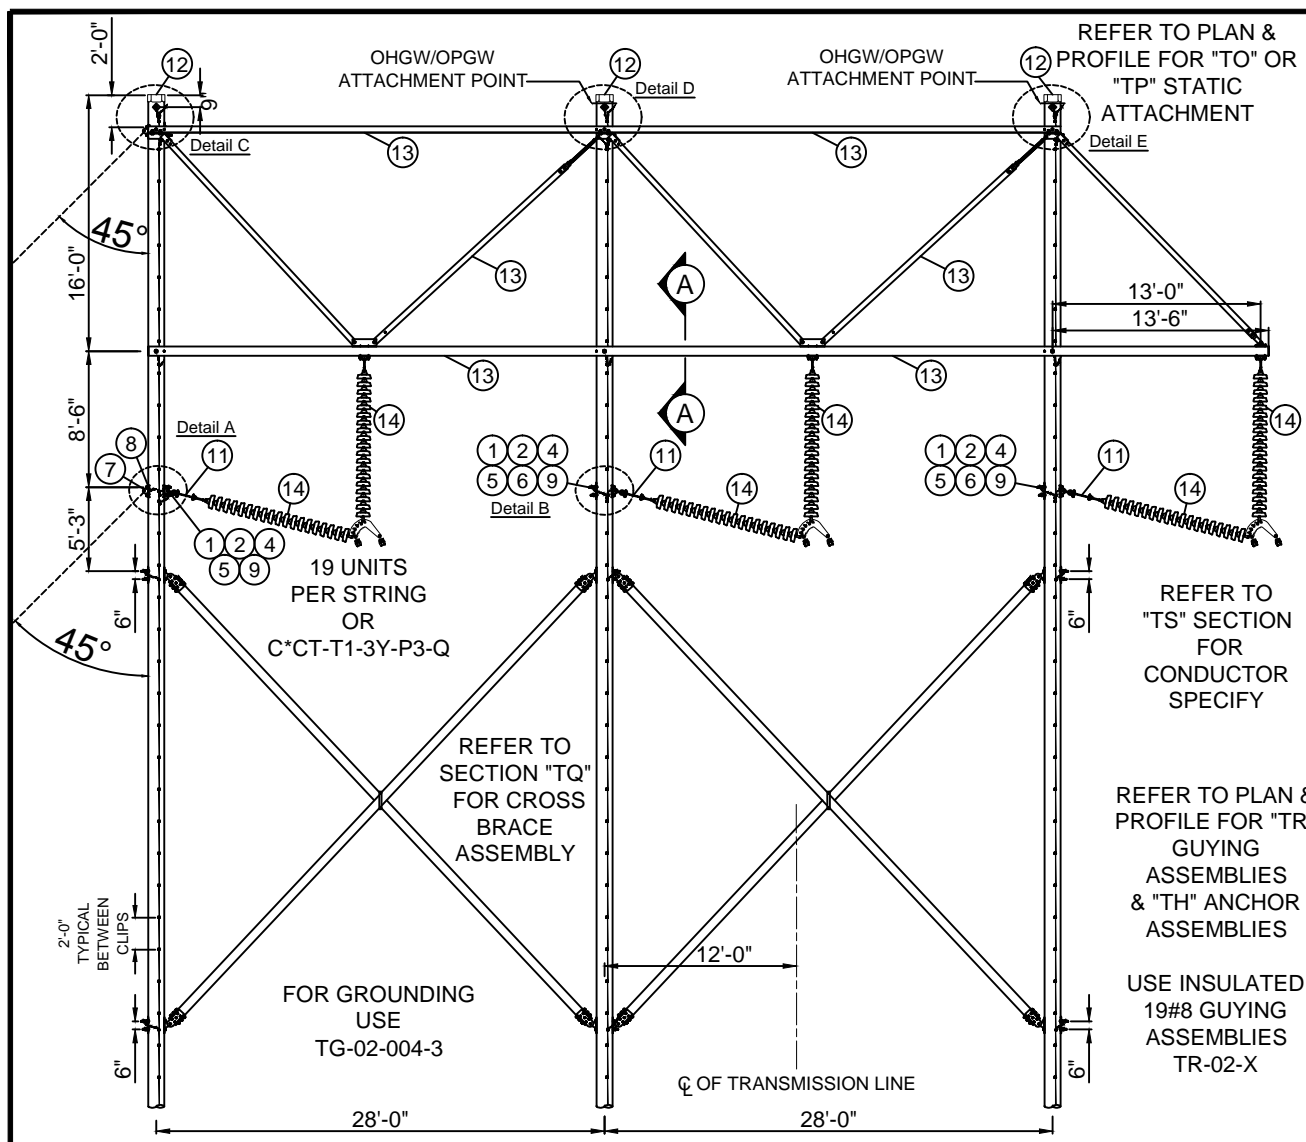 2'-0"
12
OHGW/OPGW
ATTACHMENT POINT
12
Detail D
OHGW/OPGW
ATTACHMENT POINT
12
REFER TO PLAN &
PROFILE FOR "TO" OR
"TP" STATIC
ATTACHMENT
Detail C
13
13
Detail E
45°
16'-0"
13
A
13
13'-0"
13'-6"
13
13
8'-6"
14
A
14
14
Detail A
8
7
11
14
1 2 4
5 9
1 2 4
5 6 9
Detail B
11
14
1 2 4
5 6 9
11
14
5'-3"
6"
45°
19 UNITS
PER STRING
OR
C*CT-T1-3Y-P3-Q
6"
REFER TO
"TS" SECTION
FOR
CONDUCTOR
SPECIFY
REFER TO
SECTION "TQ"
FOR CROSS
BRACE
ASSEMBLY
REFER TO PLAN &
PROFILE FOR "TR
GUYING
ASSEMBLIES
& "TH" ANCHOR
ASSEMBLIES
2'-0"
TYPICAL
BETWEEN
CLIPS
12'-0"
FOR GROUNDING
USE
TG-02-004-3
USE INSULATED
19#8 GUYING
ASSEMBLIES
TR-02-X
6"
6"
℄ OF TRANSMISSION LINE
28'-0"
28'-0"